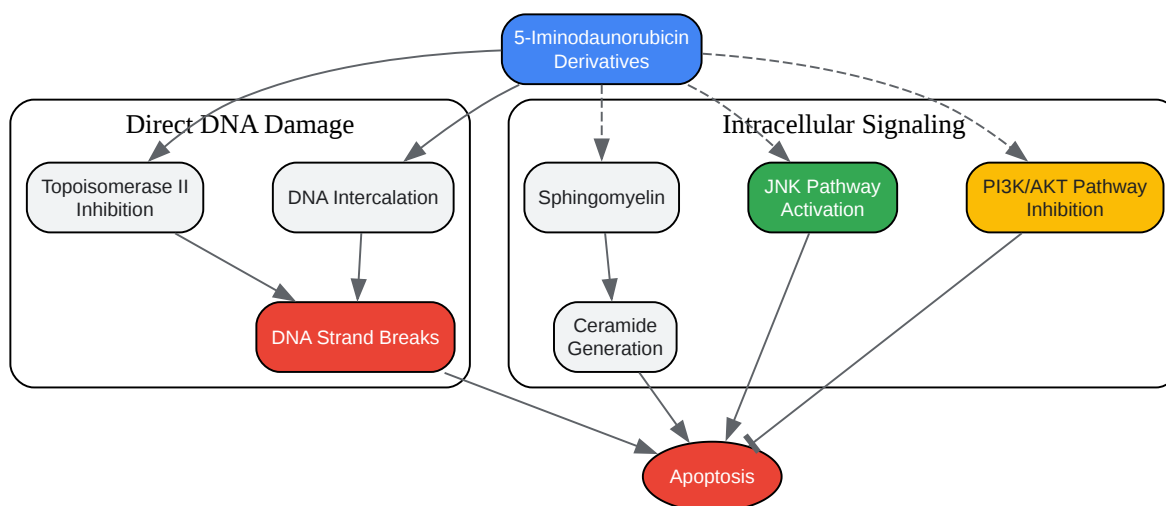 5-Iminodaunorubicin
Derivatives
Direct DNA Damage
Intracellular Signaling
Topoisomerase II
Inhibition
DNA Intercalation
Sphingomyelin
JNK Pathway
Activation
PI3K/AKT Pathway
Inhibition
DNA Strand Breaks
Ceramide
Generation
Apoptosis